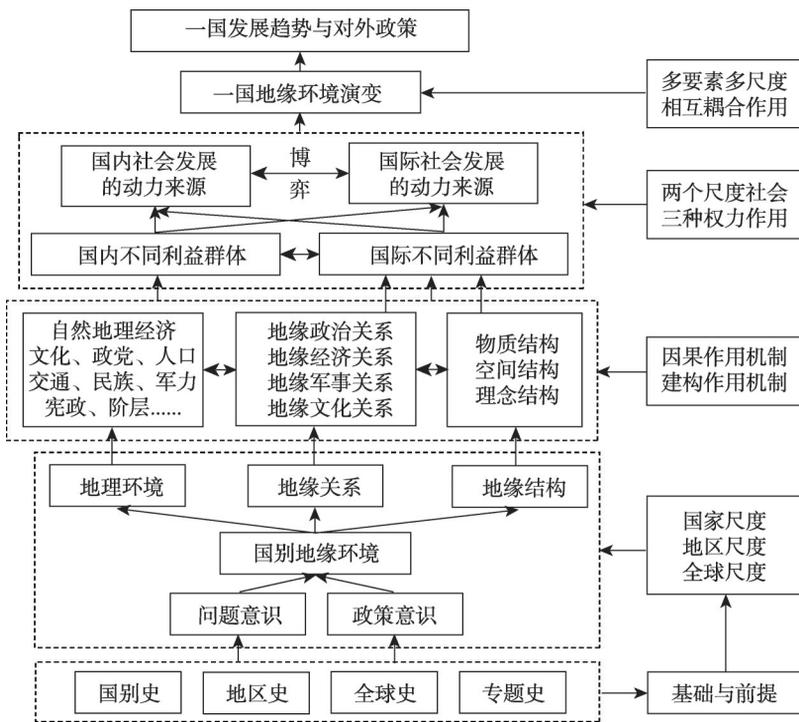 一国发展趋势与对外政策
一国地缘环境演变
多要素多尺度
相互耦合作用
国内社会发展
的动力来源
博
弈
国际社会发展
的动力来源
两个尺度社会
三种权力作用
国内不同利益群体
国际不同利益群体
自然地理经济
文化、政党、人口
交通、民族、军力
宪政、阶层......
地缘政治关系
地缘经济关系
地缘军事关系
地缘文化关系
物质结构
空间结构
理念结构
因果作用机制
建构作用机制
地理环境
地缘关系
地缘结构
国别地缘环境
国家尺度
地区尺度
全球尺度
问题意识
政策意识
国别史
地区史
全球史
专题史
基础与前提